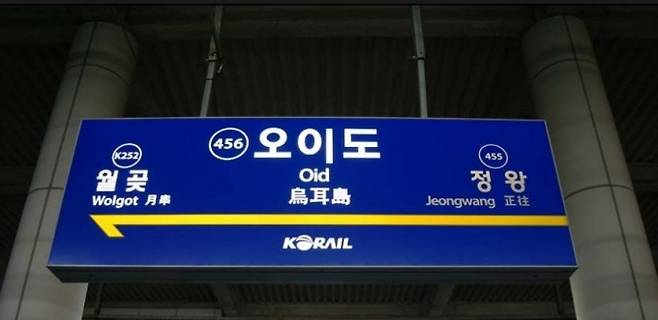 456 오이도
Oid
烏耳島
K252
월곶
Wolgot 月串
455
정왕
Jeongwang 正往
KORAIL